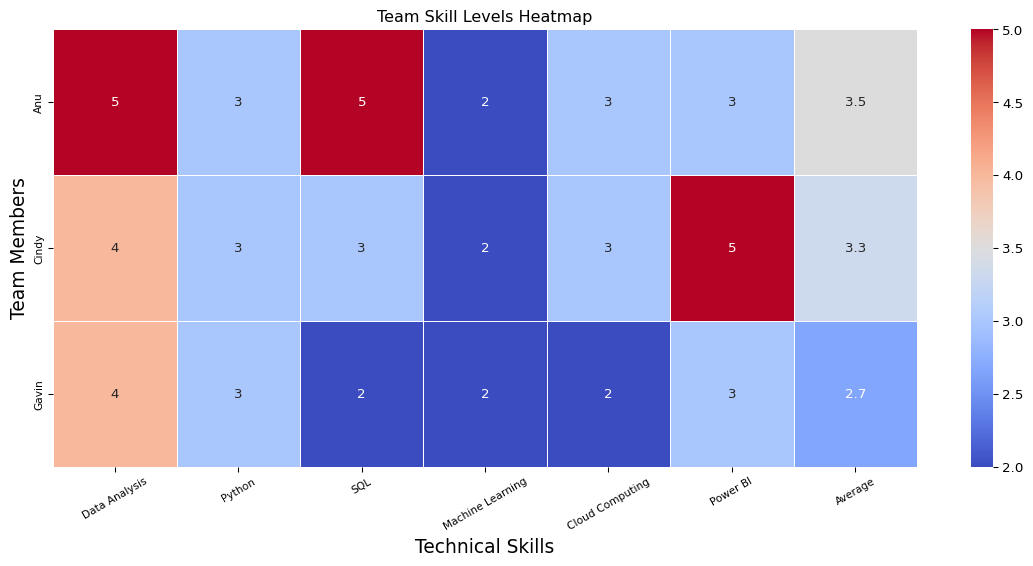 Team Skill Levels Heatmap
Team Members
Anu
5 3 5 2 3 3 3.5
Cindy
4 3 3 2 3 5 3.3
Gavin
4 3 2 2 2 3 2.7
Data Analysis Python SQL Machine Learning Cloud Computing Power BI Average
Technical Skills
5.0
4.5
4.0
3.5
3.0
2.5
2.0